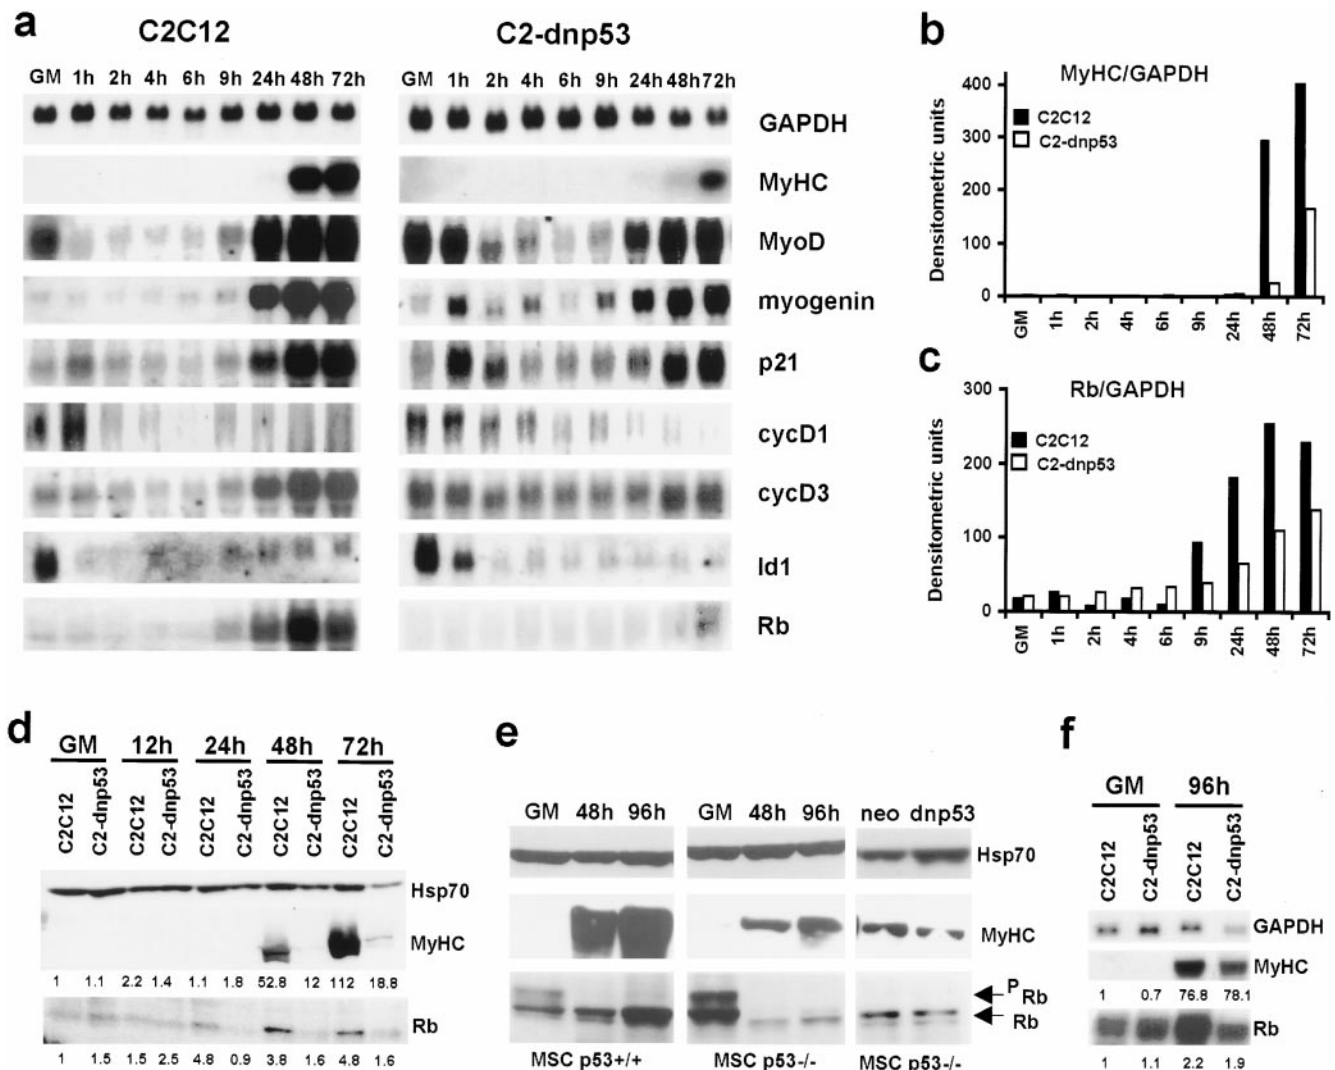 a
C2C12
C2-dnp53
GM 1h 2h 4h 6h 9h 24h 48h 72h
GM 1h 2h 4h 6h 9h 24h 48h 72h
GAPDH
MyHC
MyoD
myogenin
p21
cycD1
cycD3
Id1
Rb
b
MyHC/GAPDH
C2C12
C2-dnp53
Densitometric units
400
300
200
100
0
GM 1h 2h 4h 6h 9h 24h 48h 72h
c
Rb/GAPDH
C2C12
C2-dnp53
Densitometric units
300
200
100
0
GM 1h 2h 4h 6h 9h 24h 48h 72h
d
GM 12h 24h 48h 72h
C2C12 C2-dnp53 C2C12 C2-dnp53 C2C12 C2-dnp53 C2C12 C2-dnp53 C2C12 C2-dnp53
Hsp70
MyHC
1 1.1 2.2 1.4 1.1 1.8 52.8 12 112 18.8
Rb
1 1.5 1.5 2.5 4.8 0.9 3.8 1.6 4.8 1.6
e
GM 48h 96h GM 48h 96h neo dnp53
Hsp70
MyHC
P Rb
Rb
MSC p53+/+ MSC p53-/- MSC p53-/-
f
GM 96h
C2C12 C2-dnp53 C2C12 C2-dnp53
GAPDH
MyHC
1 0.7 76.8 78.1
Rb
1 1.1 2.2 1.9